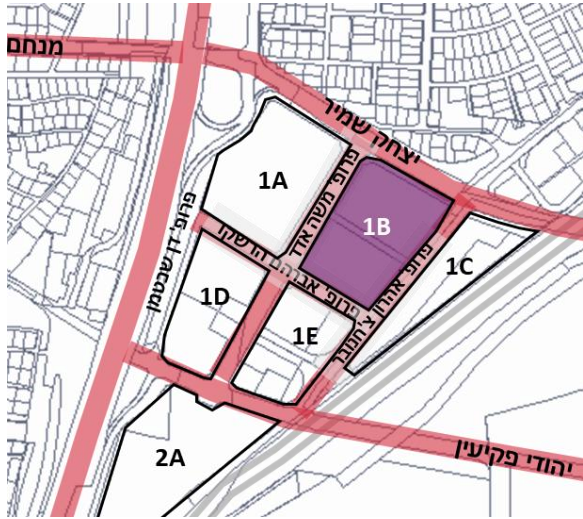 מנחם
יצחק שמיר
1A
פרופ' משה ארד
1B
פרופ' דן שכטמן
פרופ' אברהם הרשקו
פרופ' אהרון צ'חנובר
1C
1D
1E
2A
יהודי פקיעין